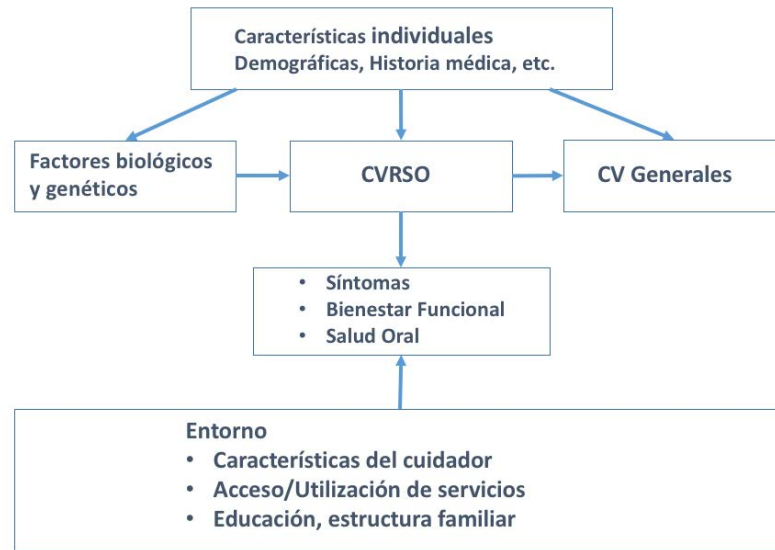 Características individuales
Demográficas, Historia médica, etc.
Factores biológicos
y genéticos
CVRSO
CV Generales
• Síntomas
• Bienestar Funcional
• Salud Oral
Entorno
• Características del cuidador
• Acceso/Utilización de servicios
• Educación, estructura familiar